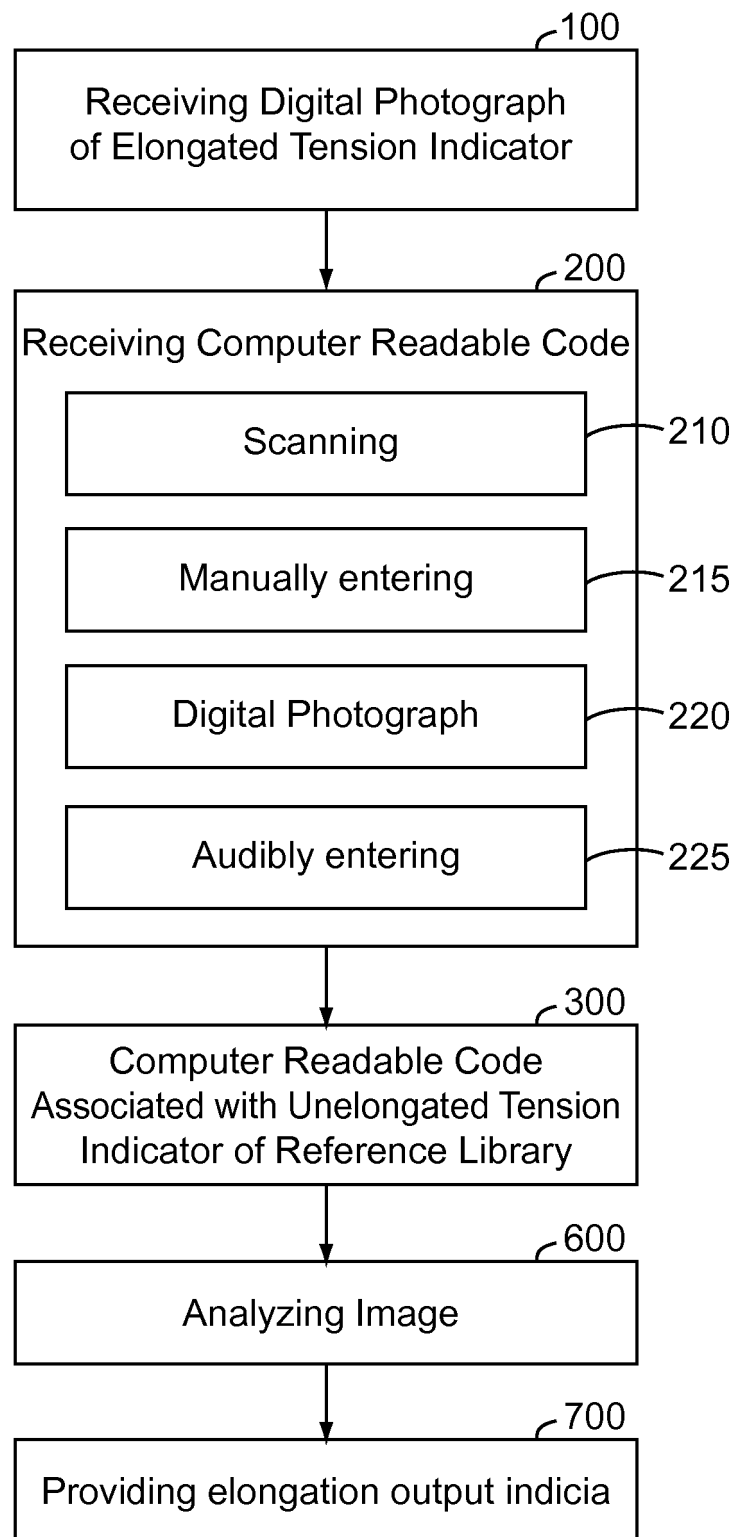 100
Receiving Digital Photograph
of Elongated Tension Indicator
200
Receiving Computer Readable Code
Scanning
210
Manually entering
215
Digital Photograph
220
Audibly entering
225
300
Computer Readable Code
Associated with Unelongated Tension
Indicator of Reference Library
600
Analyzing Image
700
Providing elongation output indicia